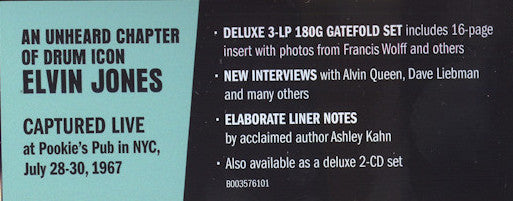 AN UNHEARD CHAPTER
OF DRUM ICON
ELVIN JONES
CAPTURED LIVE
at Pookie's Pub in NYC,
July 28-30, 1967
· DELUXE 3-LP 180G GATEFOLD SET includes 16-page
insert with photos from Francis Wolff and others
· NEW INTERVIEWS with Alvin Queen, Dave Liebman
and many others
· ELABORATE LINER NOTES
by acclaimed author Ashley Kahn
· Also available as a deluxe 2-CD set
B003576101